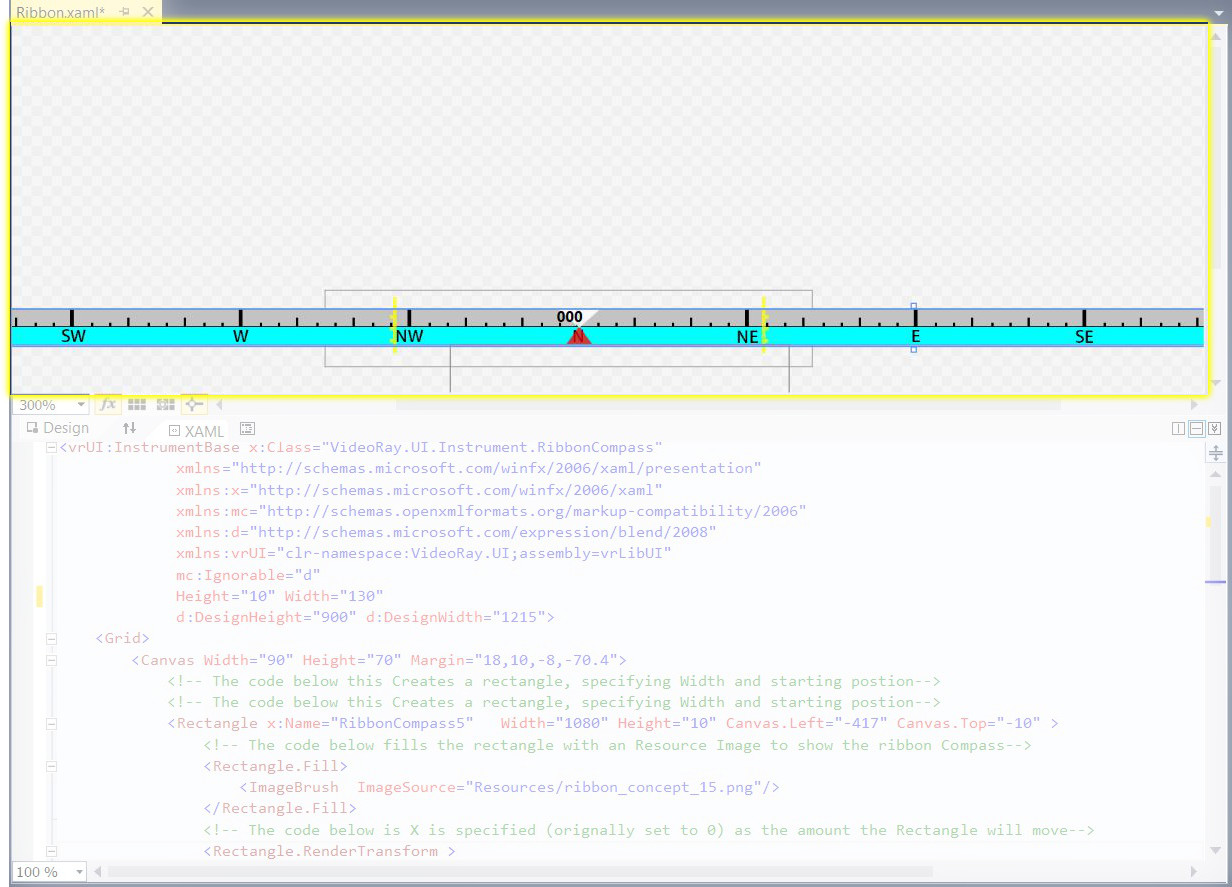 Ribbon.xaml*
000
SW W NW N NE E SE
300%
fx
Design XAML
<vrUI:InstrumentBase x:Class="VideoRay.UI.Instrument.RibbonCompass"
xmlns="http://schemas.microsoft.com/winfx/2006/xaml/presentation"
xmlns:x="http://schemas.microsoft.com/winfx/2006/xaml"
xmlns:mc="http://schemas.openxmlformats.org/markup-compatibility/2006"
xmlns:d="http://schemas.microsoft.com/expression/blend/2008"
xmlns:vrUI="clr-namespace:VideoRay.UI;assembly=vrLibUI"
mc:Ignorable="d"
Height="10" Width="130"
d:DesignHeight="900" d:DesignWidth="1215">
<Grid>
<Canvas Width="90" Height="70" Margin="18,10,-8,-70.4">
<!-- The code below this Creates a rectangle, specifying Width and starting postion-->
<!-- The code below this Creates a rectangle, specifying Width and starting postion-->
<Rectangle x:Name="RibbonCompass5" Width="1080" Height="10" Canvas.Left="-417" Canvas.Top="-10" >
<!-- The code below fills the rectangle with an Resource Image to show the ribbon Compass-->
<Rectangle.Fill>
<ImageBrush ImageSource="Resources/ribbon_concept_15.png"/>
</Rectangle.Fill>
<!-- The code below is X is specified (orignally set to 0) as the amount the Rectangle will move-->
<Rectangle.RenderTransform >
100 %